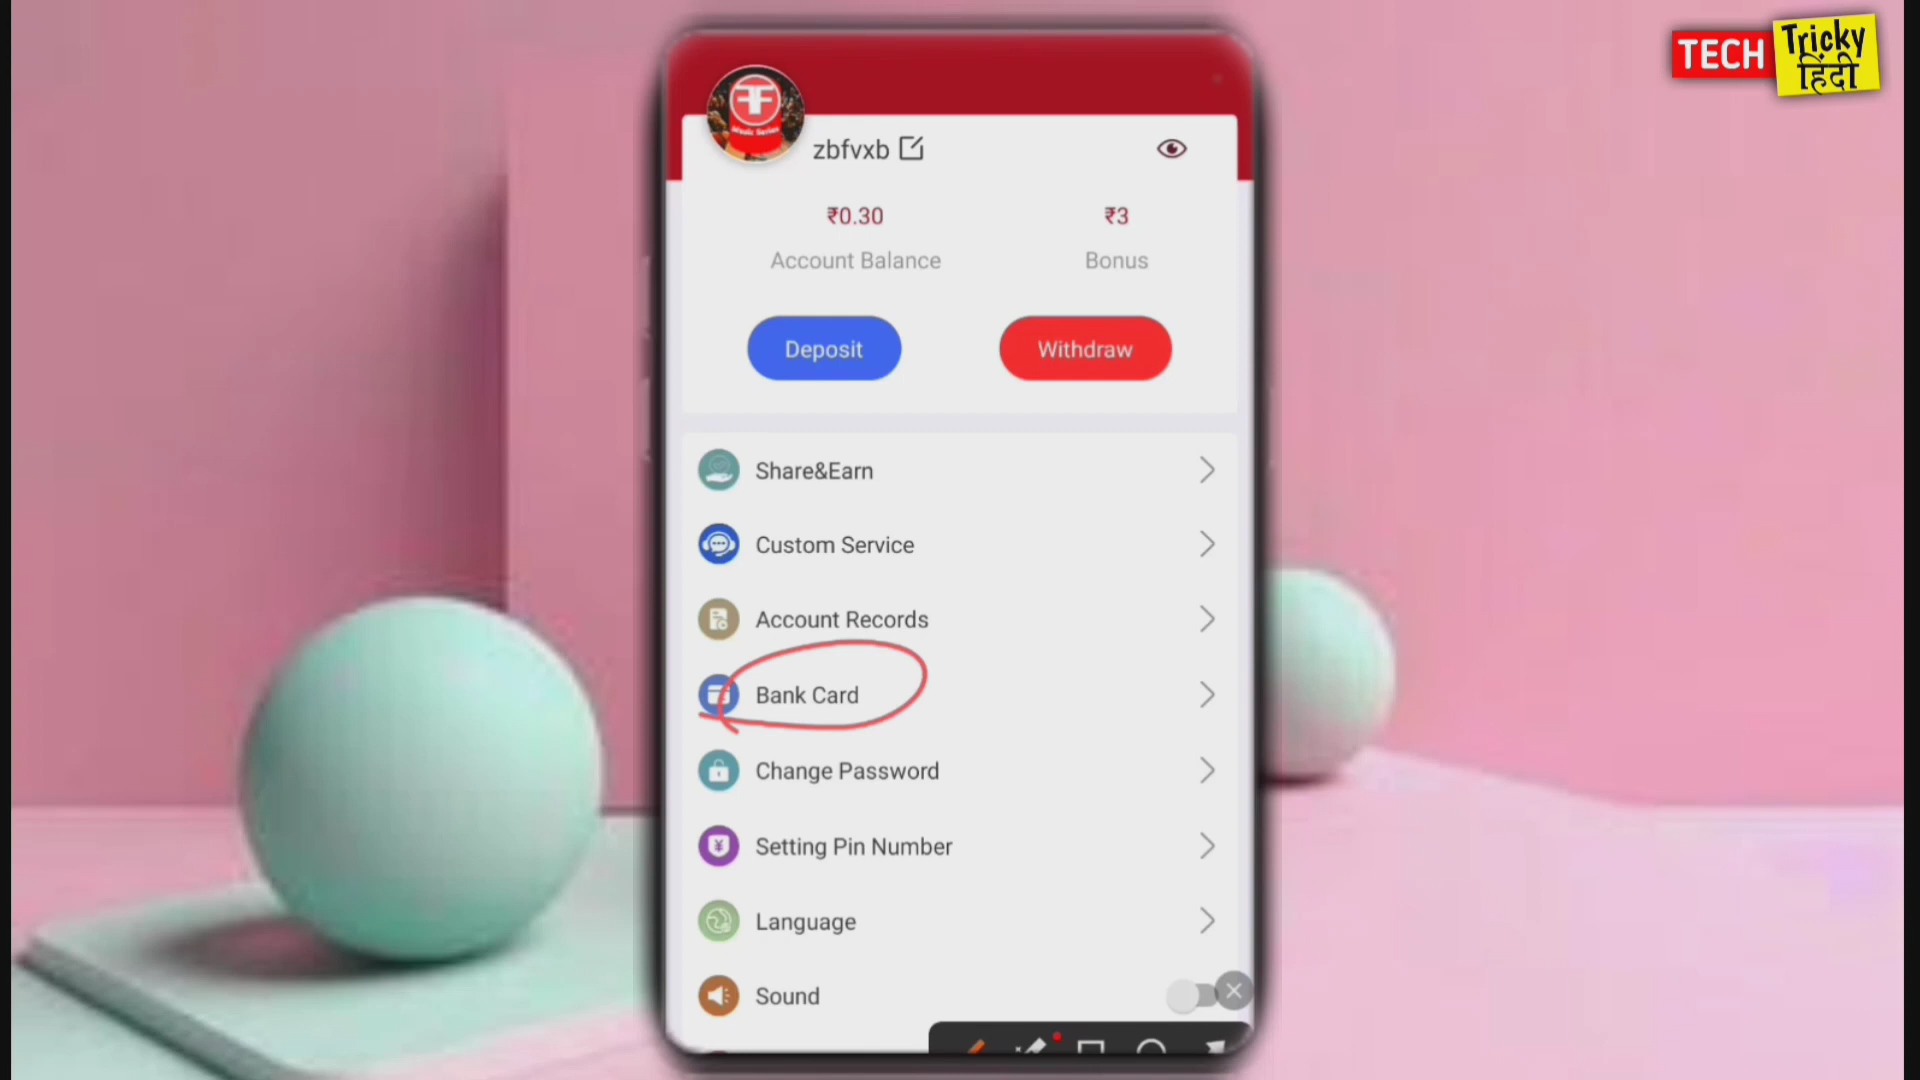 TECH Tricky
हिंदी
zbfvxb
₹0.30
₹3
Account Balance
Bonus
Deposit
Withdraw
Share&Earn
Custom Service
Account Records
Bank Card
Change Password
Setting Pin Number
Language
Sound